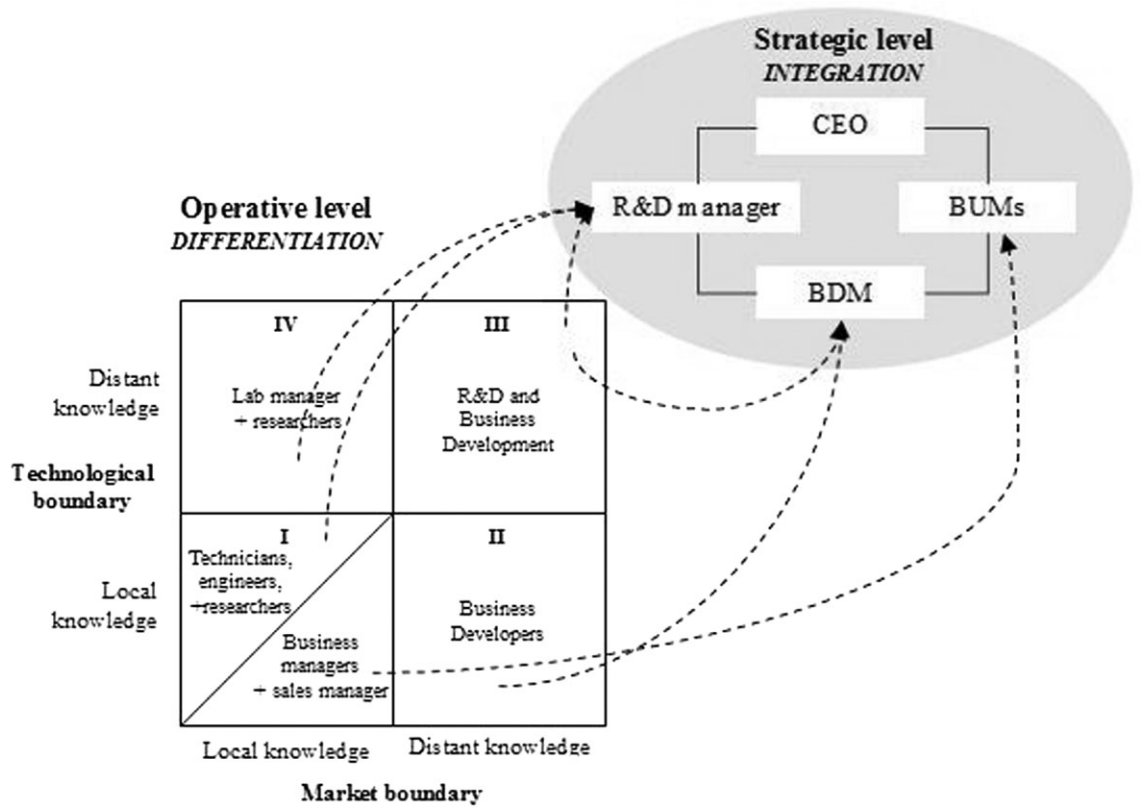 Strategic level
INTEGRATION
CEO
R&D manager
BUMs
BDM
Operative level
DIFFERENTIATION
IV
III
Distant
knowledge
Lab manager
+ researchers
R&D and
Business
Development
Technological
boundary
I
II
Technicians,
engineers,
+researchers
Local
knowledge
Business
Developers
Business
managers
+ sales manager
Local knowledge
Distant knowledge
Market boundary